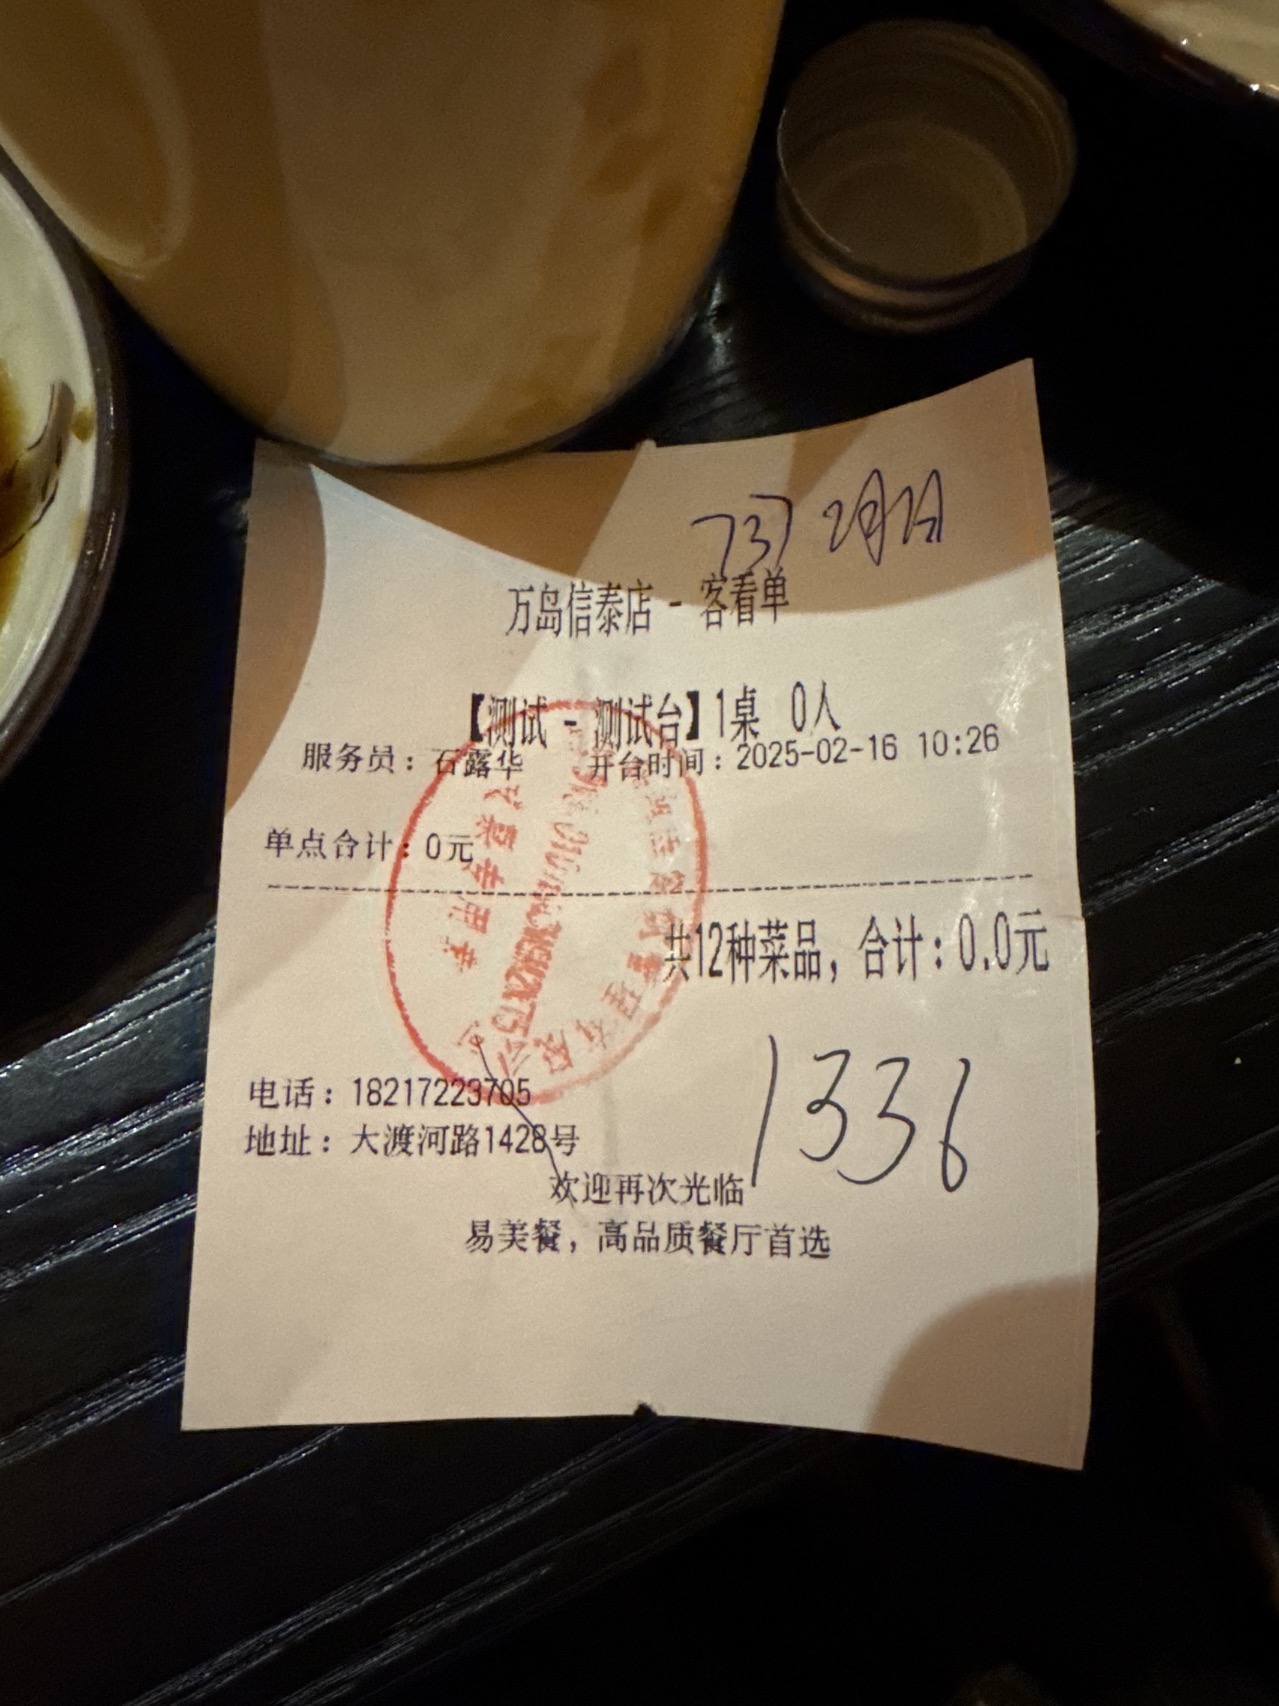 万岛信泰店 - 客看单
【测试 - 测试台】1桌 0人
服务员：石露华 开台时间：2025-02-16 10:26
单点合计：0元
共12种菜品，合计：0.0元
1336
电话：18217223705
地址：大渡河路1428号
欢迎再次光临
易美餐，高品质餐厅首选